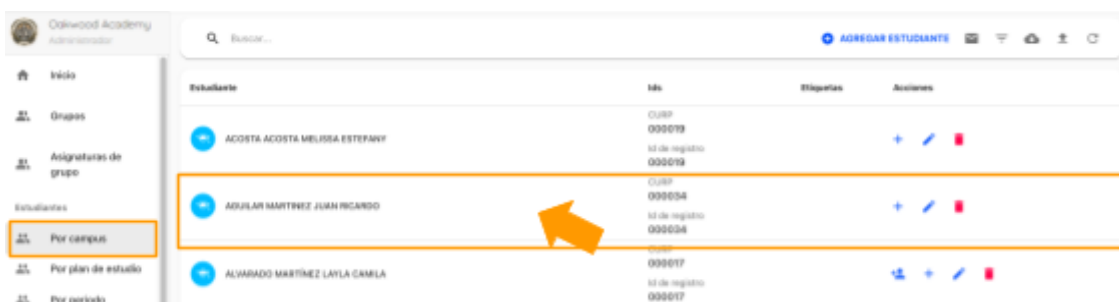 Oakwood Academy
Administrador
Buscar...
AGREGAR ESTUDIANTE
Inicio
Grupos
Asignaturas de
grupo
Estudiantes
Por campus
Por plan de estudio
Por periodo
Estudiante Ids Etiquetas Acciones
ACOSTA ACOSTA MELISSA ESTEPANY
CURP
000019
Id de registro
000019
AGUILAR MARTINEZ JUAN RICARDO
CURP
000034
Id de registro
000034
ALVARADO MARTÍNEZ LAYLA CAMILA
CURP
000017
Id de registro
000017